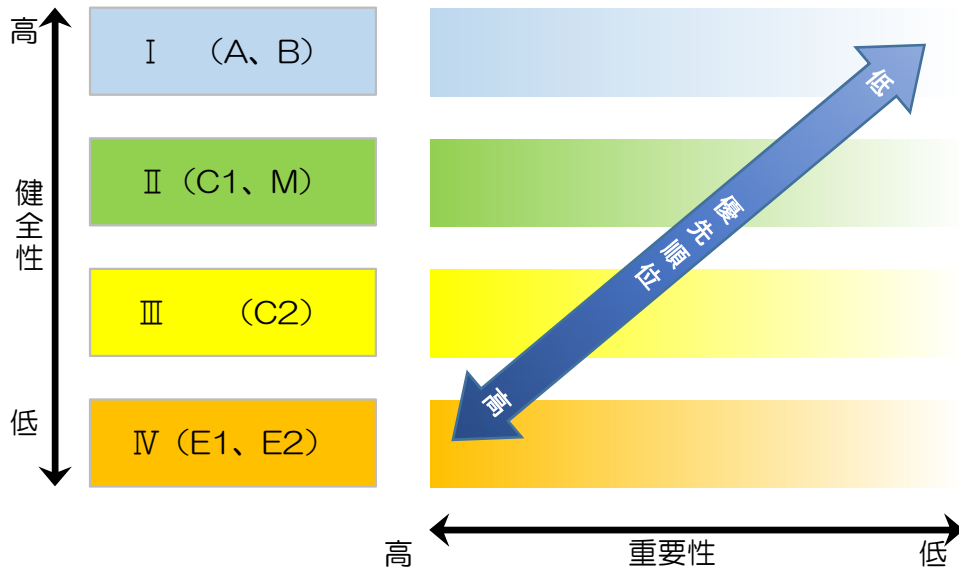 高
Ⅰ （A、B）
低
Ⅱ（C1、M）
健全性
優先順位
Ⅲ （C2）
高
低
Ⅳ（E1、E2）
高
重要性
低